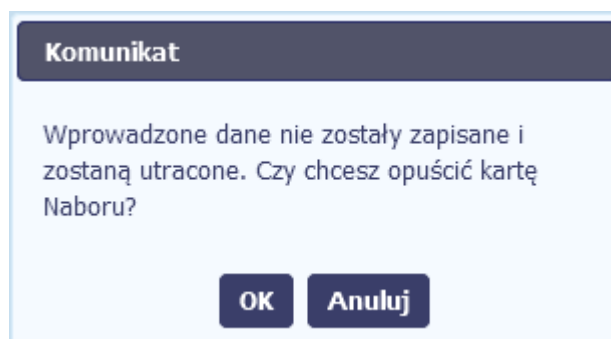 Komunikat
Wprowadzone dane nie zostały zapisane i
zostaną utracone. Czy chcesz opuścić kartę
Naboru?
OK Anuluj